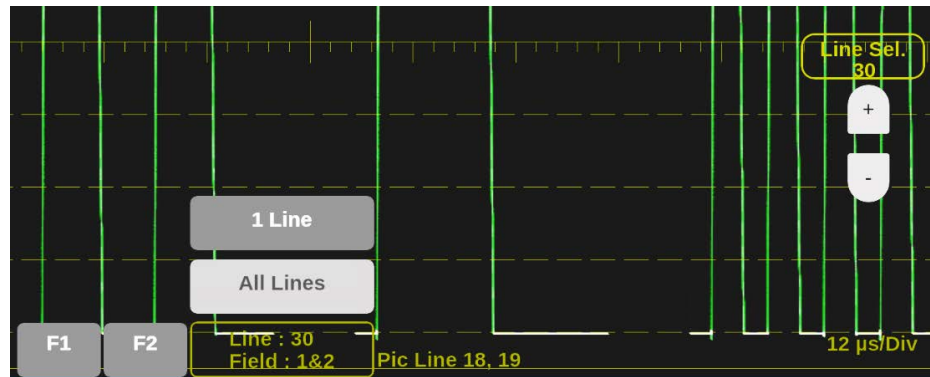 Line Sel.
30
+
-
1 Line
All Lines
F1
F2
Line : 30
Field : 1&2
Pic Line 18, 19
12 µs/Div